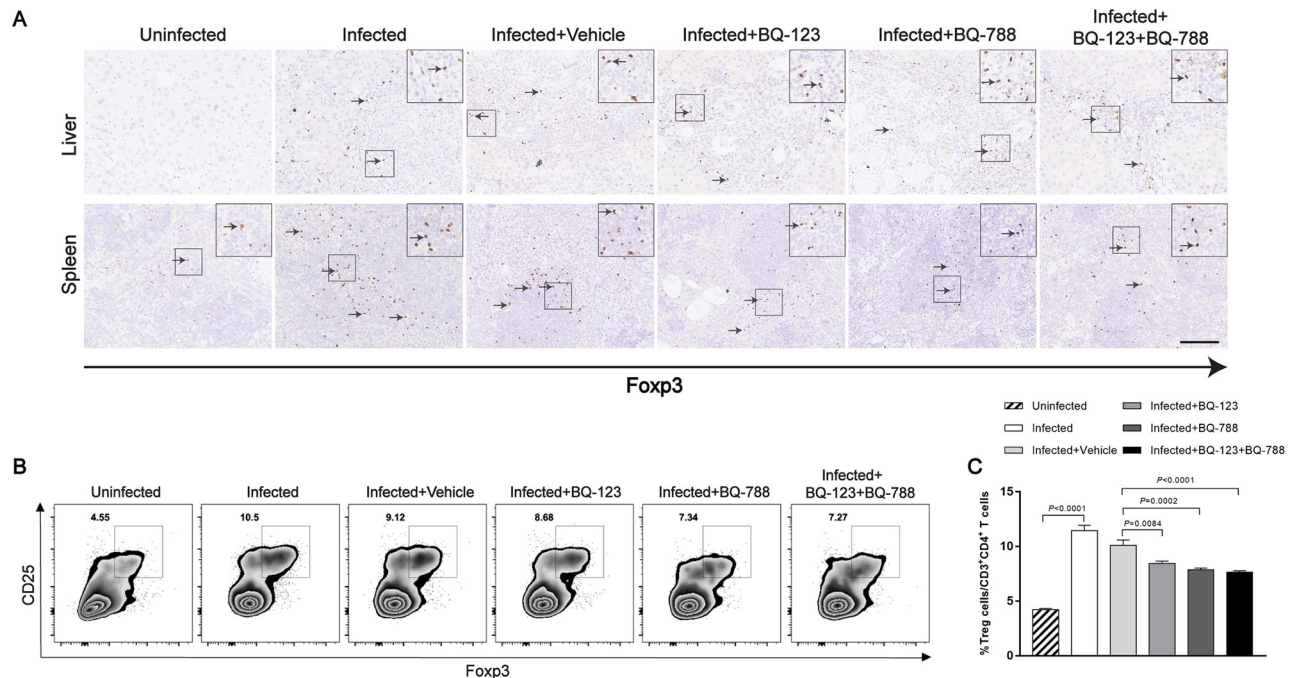 A
Uninfected
Infected
Infected+Vehicle
Infected+BQ-123
Infected+BQ-788
Infected+
BQ-123+BQ-788
Liver
Spleen
Foxp3
Uninfected
Infected
Infected+Vehicle
Infected+BQ-123
Infected+BQ-788
Infected+BQ-123+BQ-788
B
Uninfected
Infected
Infected+Vehicle
Infected+BQ-123
Infected+BQ-788
Infected+
BQ-123+BQ-788
4.55
10.5
9.12
8.68
7.34
7.27
CD25
Foxp3
C
% Treg cells/CD3+CD4+ T cells
15
10
5
0
P<0.0001
P<0.0001
P=0.0002
P=0.0084